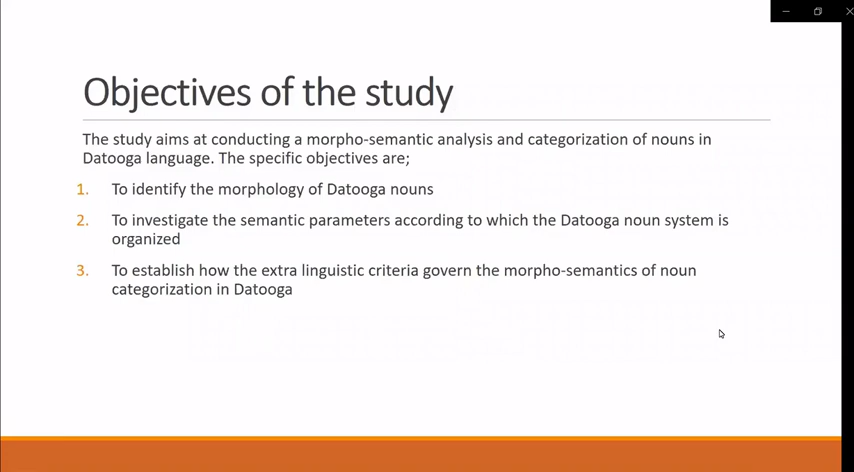 Objectives of the study
The study aims at conducting a morpho-semantic analysis and categorization of nouns in
Datooga language. The specific objectives are;
1. To identify the morphology of Datooga nouns
2. To investigate the semantic parameters according to which the Datooga noun system is
organized
3. To establish how the extra linguistic criteria govern the morpho-semantics of noun
categorization in Datooga